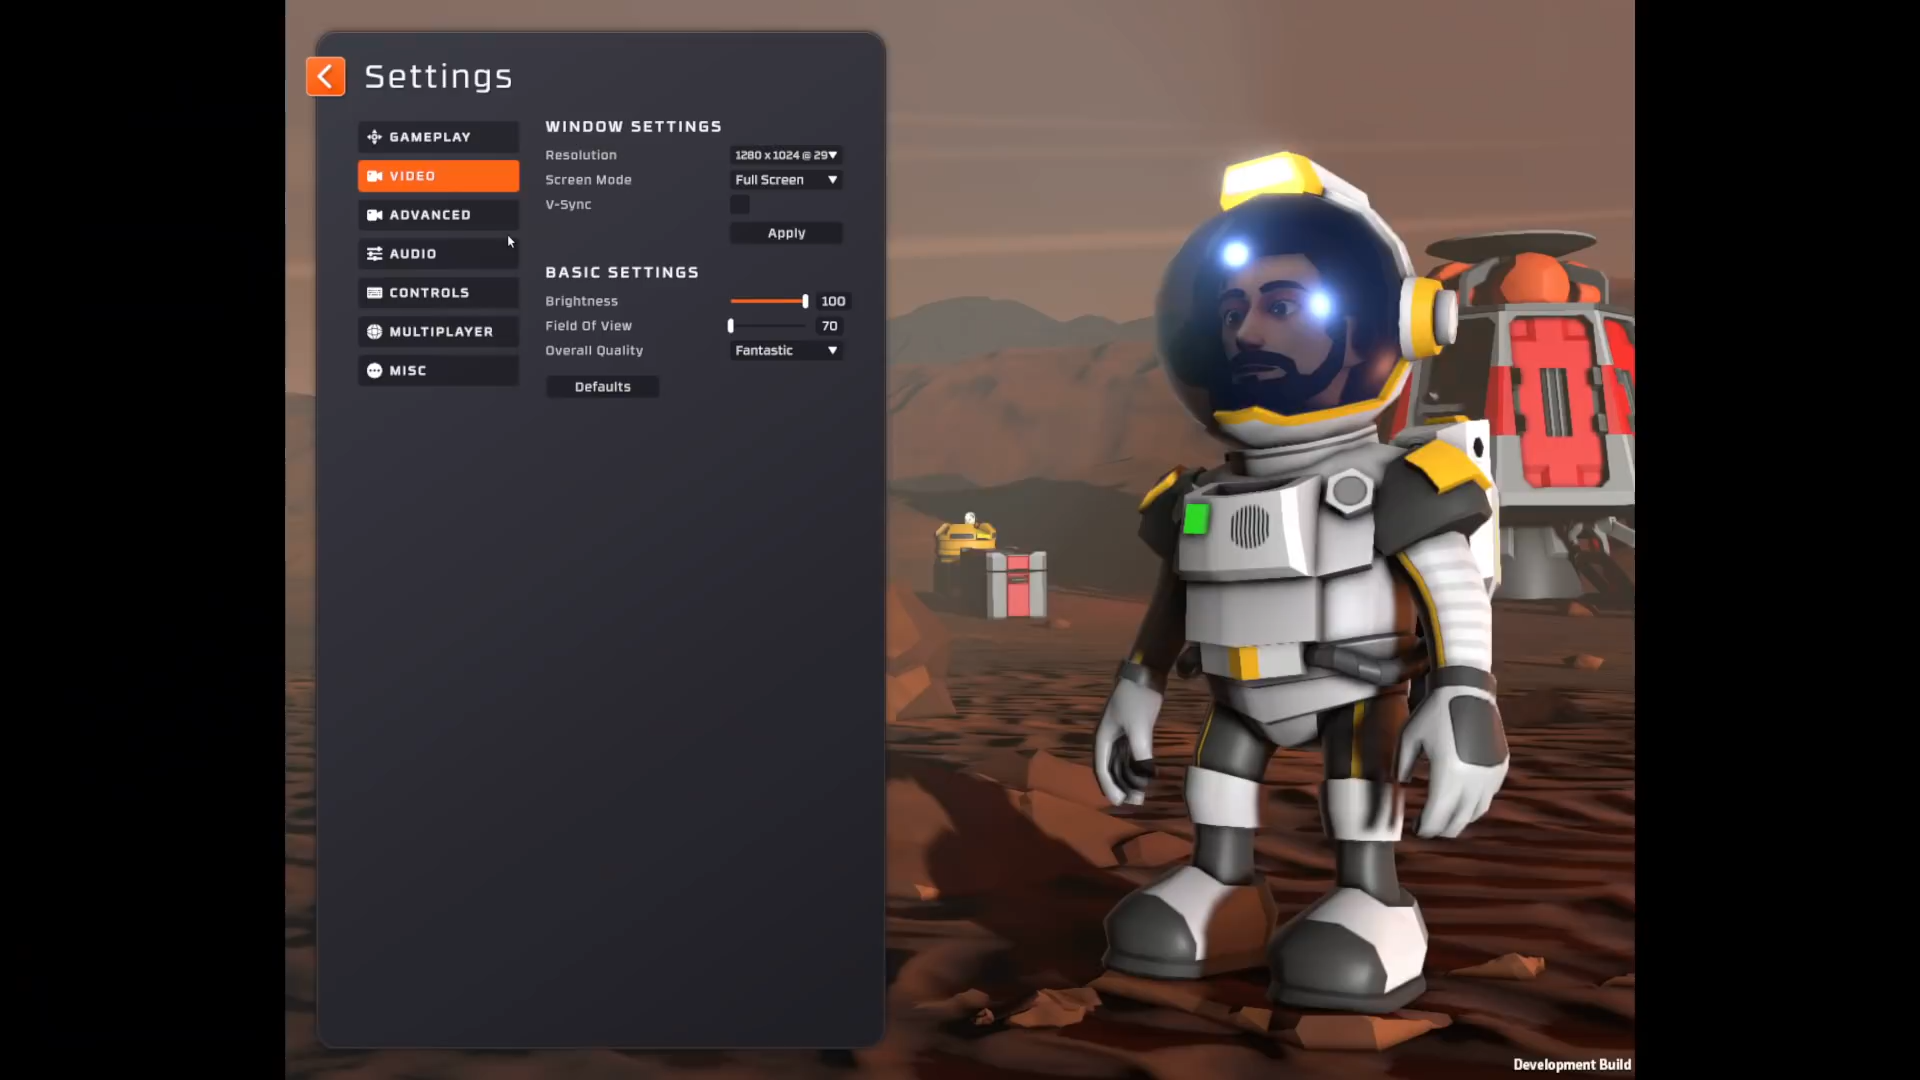 Settings
GAMEPLAY
VIDEO
ADVANCED
AUDIO
CONTROLS
MULTIPLAYER
MISC
WINDOW SETTINGS
Resolution 1280 x 1024 @ 29
Screen Mode Full Screen
V-Sync
Apply
BASIC SETTINGS
Brightness 100
Field Of View 70
Overall Quality Fantastic
Defaults
Development Build